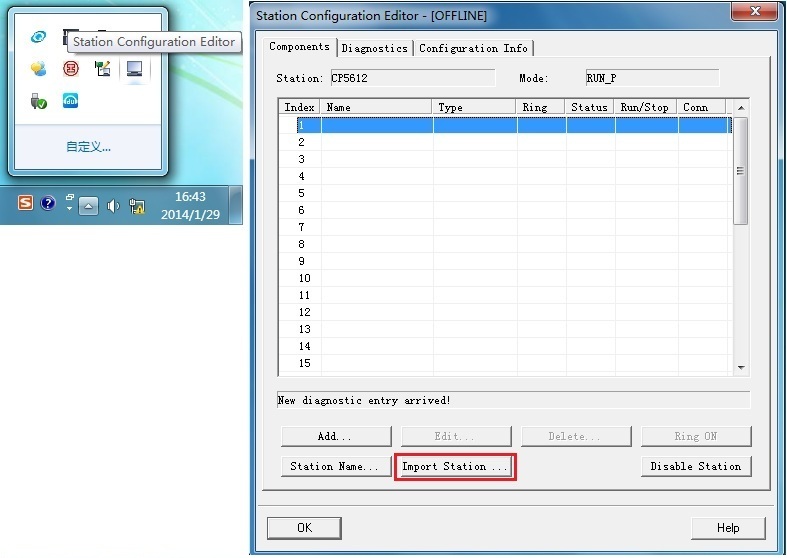 Station Configuration Editor
自定义...
16:43
2014/1/29
Station Configuration Editor - [OFFLINE]
Components Diagnostics Configuration Info
Station: CP5612 Mode: RUN_P
Index Name Type Ring Status Run/Stop Conn
1
2
3
4
5
6
7
8
9
10
11
12
13
14
15
New diagnostic entry arrived!
Add... Edit... Delete... Ring ON
Station Name... Import Station ... Disable Station
OK Help